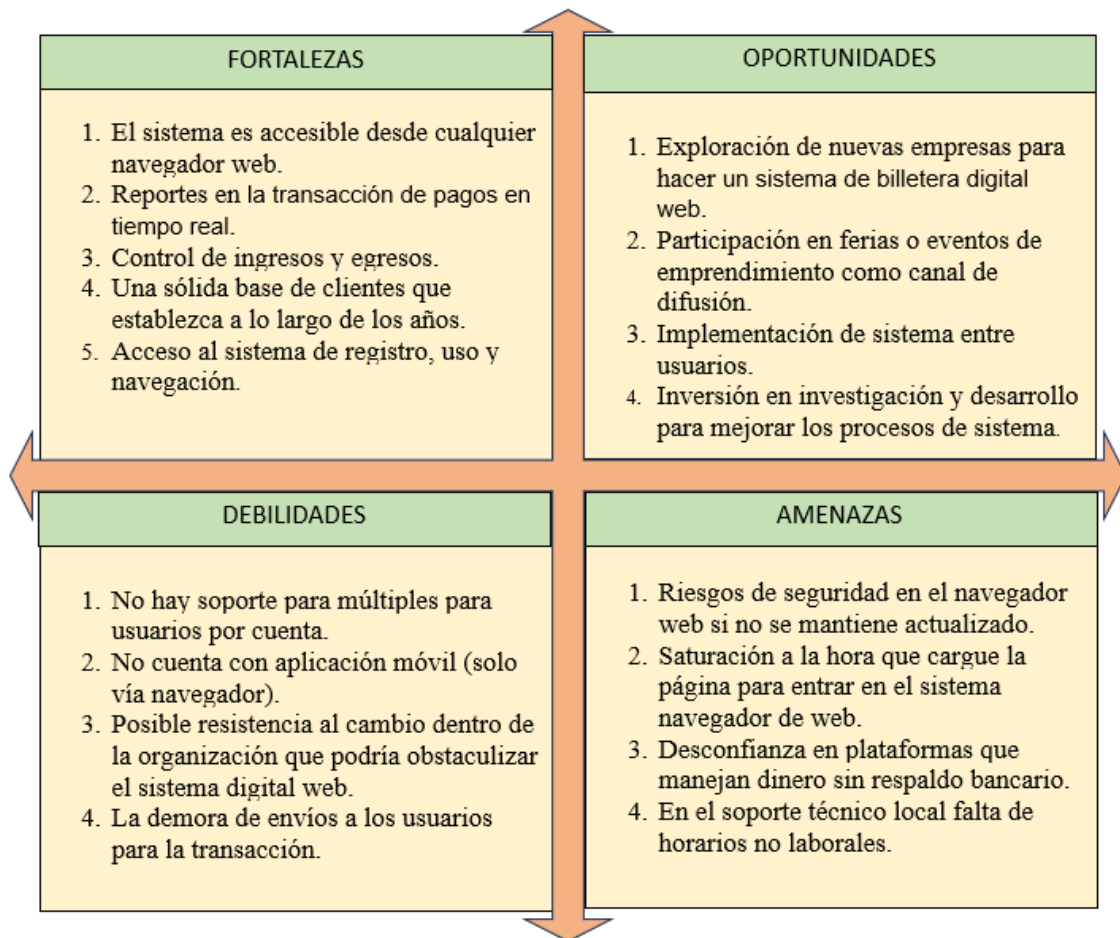 FORTALEZAS
1. El sistema es accesible desde cualquier
navegador web.
2. Reportes en la transacción de pagos en
tiempo real.
3. Control de ingresos y egresos.
4. Una sólida base de clientes que
establezca a lo largo de los años.
5. Acceso al sistema de registro, uso y
navegación.
OPORTUNIDADES
1. Exploración de nuevas empresas para
hacer un sistema de billetera digital
web.
2. Participación en ferias o eventos de
emprendimiento como canal de
difusión.
3. Implementación de sistema entre
usuarios.
4. Inversión en investigación y desarrollo
para mejorar los procesos de sistema.
DEBILIDADES
1. No hay soporte para múltiples para
usuarios por cuenta.
2. No cuenta con aplicación móvil (solo
vía navegador).
3. Posible resistencia al cambio dentro de
la organización que podría obstaculizar
el sistema digital web.
4. La demora de envíos a los usuarios
para la transacción.
AMENAZAS
1. Riesgos de seguridad en el navegador
web si no se mantiene actualizado.
2. Saturación a la hora que cargue la
página para entrar en el sistema
navegador de web.
3. Desconfianza en plataformas que
manejan dinero sin respaldo bancario.
4. En el soporte técnico local falta de
horarios no laborales.